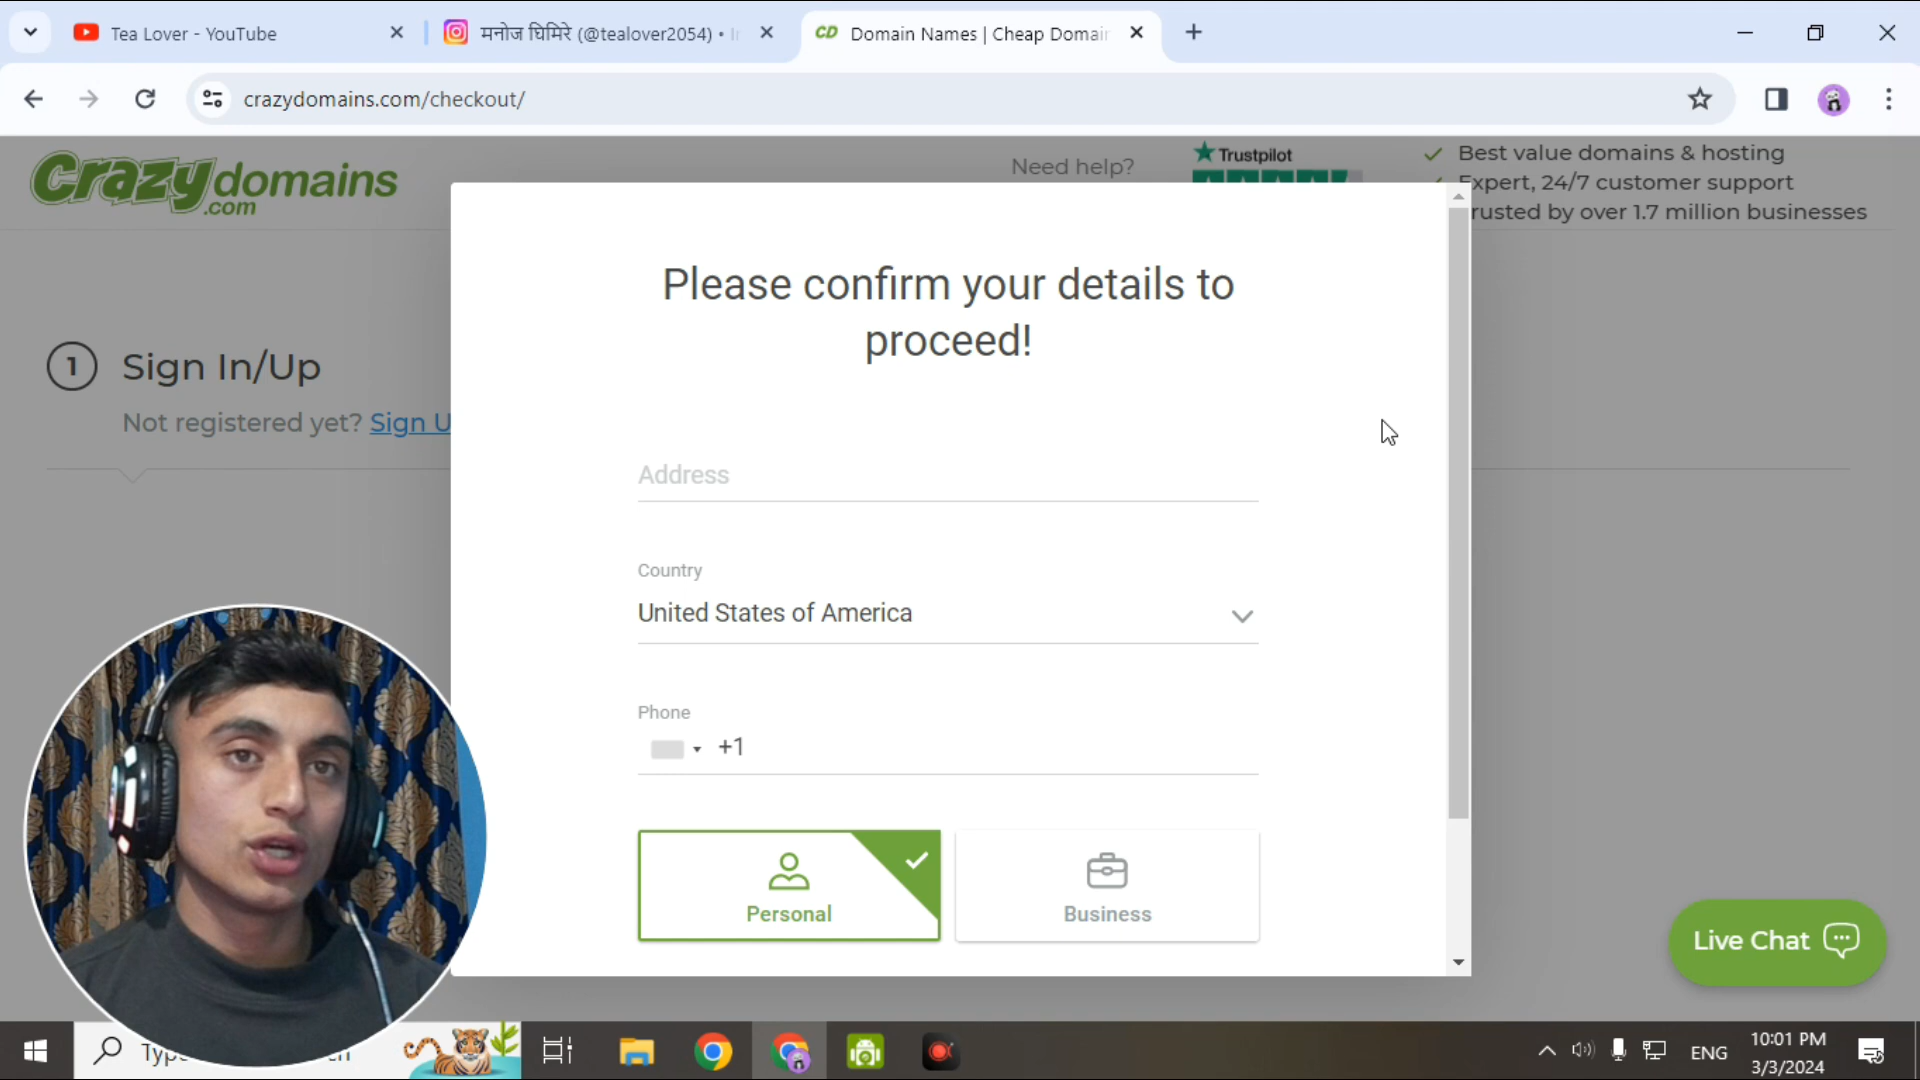 Tea Lover - YouTube
मनोज घिमिरे (@tealover2054) •
Domain Names | Cheap Domain
crazydomains.com/checkout/
Crazydomains
.com
Need help?
Trustpilot
Best value domains & hosting
Expert, 24/7 customer support
rusted by over 1.7 million businesses
Please confirm your details to
proceed!
1 Sign In/Up
Not registered yet? Sign U
Address
Country
United States of America
Phone
+1
Personal
Business
Live Chat
Typ
ENG
10:01 PM
3/3/2024